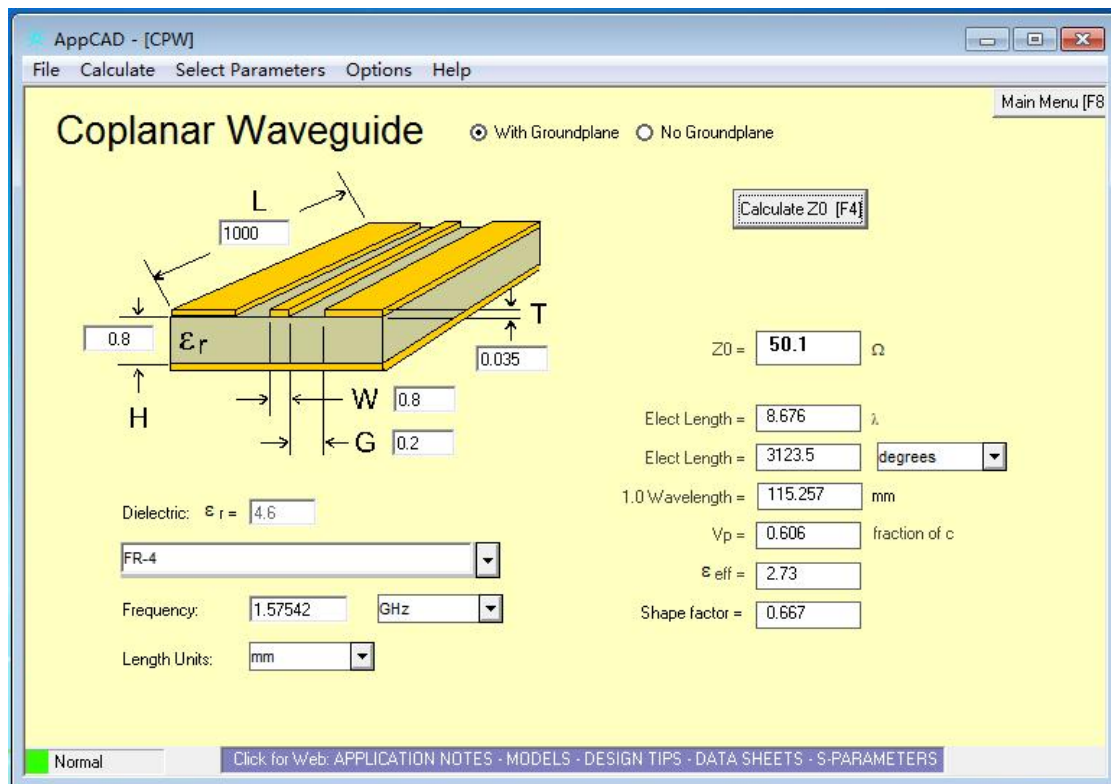 AppCAD - [CPW]
File Calculate Select Parameters Options Help
Main Menu [F8
Coplanar Waveguide
With Groundplane No Groundplane
Calculate Z0 [F4]
L
1000
T
0.8
εr
0.035
H
W 0.8
G 0.2
Z0 = 50.1 Ω
Elect Length = 8.676 λ
Elect Length = 3123.5 degrees
1.0 Wavelength = 115.257 mm
Vp = 0.606 fraction of c
ε eff = 2.73
Shape factor = 0.667
Dielectric: ε r = 4.6
FR-4
Frequency: 1.57542 GHz
Length Units: mm
Normal
Click for Web: APPLICATION NOTES - MODELS - DESIGN TIPS - DATA SHEETS - S-PARAMETERS